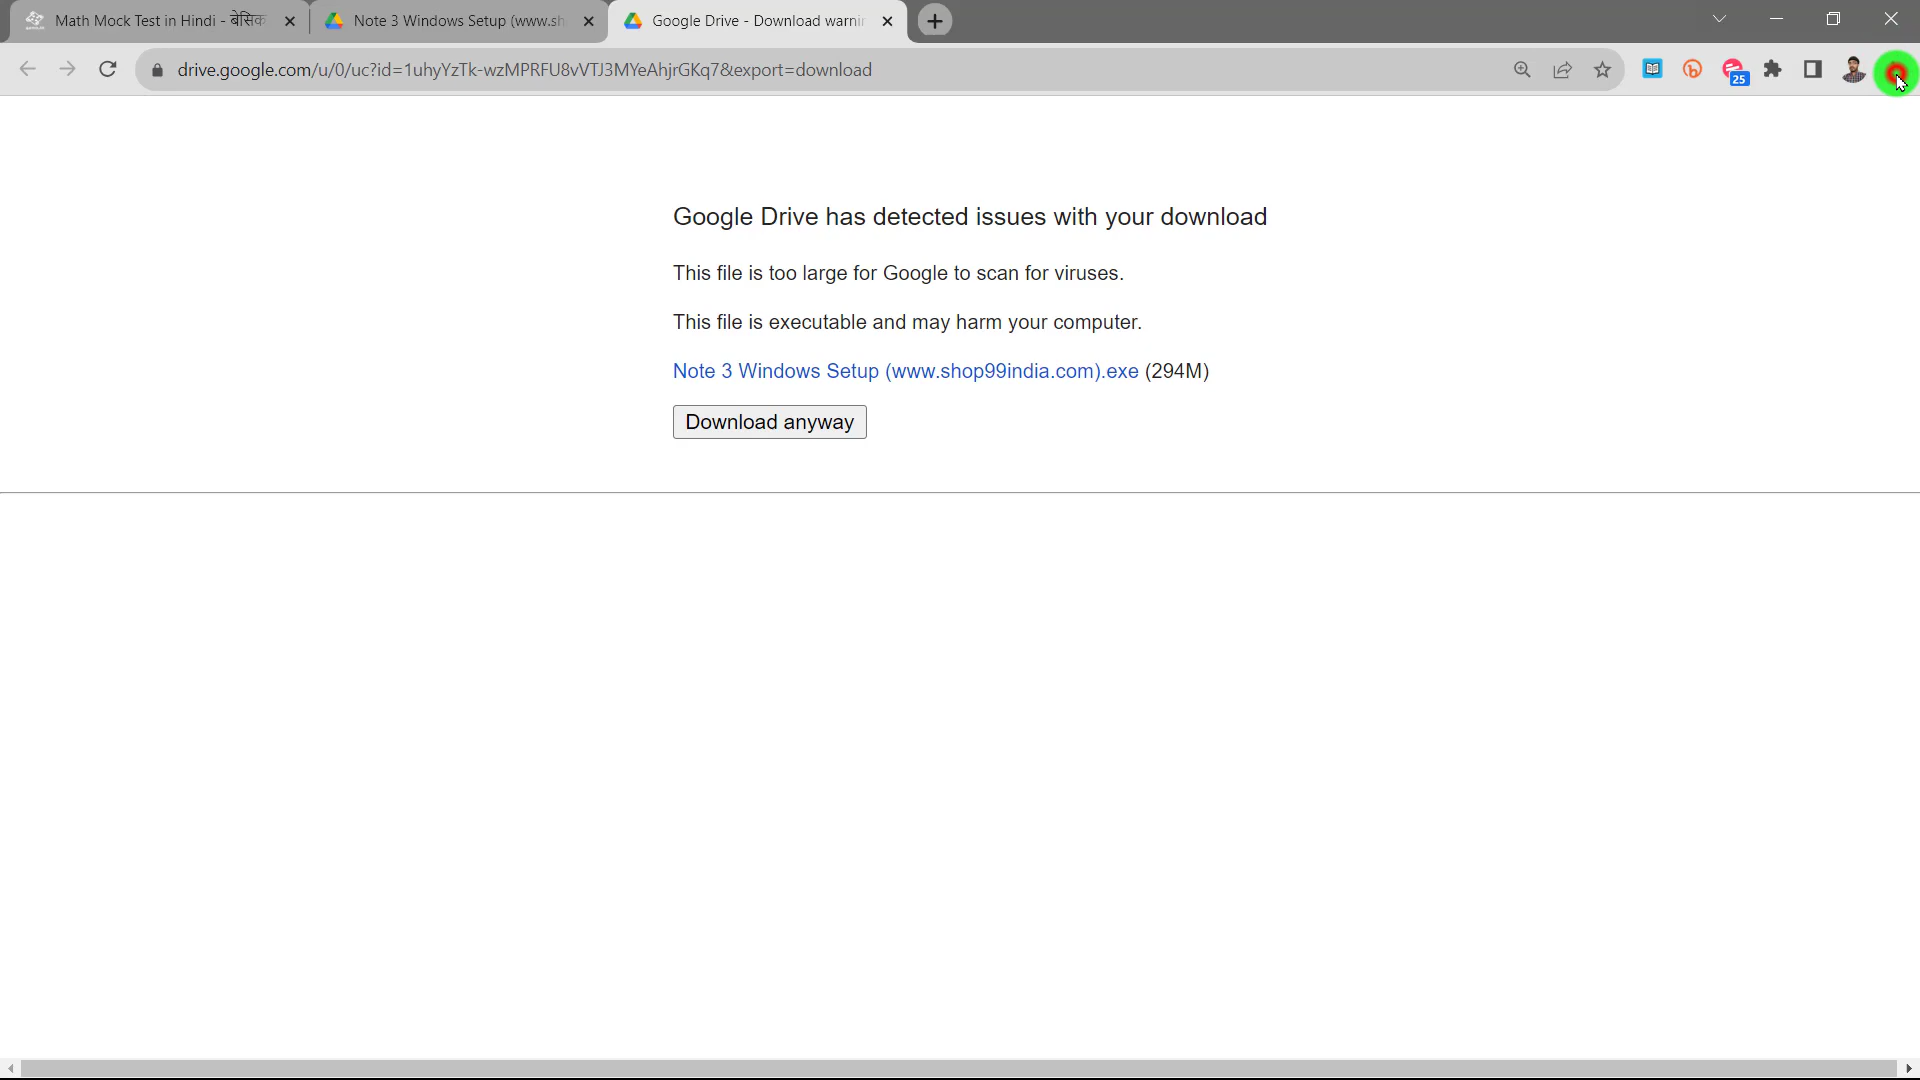 Math Mock Test in Hindi - बेसिक
Note 3 Windows Setup (www.sh
Google Drive - Download warnin
drive.google.com/u/0/uc?id=1uhyYzTk-wzMPRFU8vVTJ3MYeAhjrGKq7&export=download
25
Google Drive has detected issues with your download
This file is too large for Google to scan for viruses.
This file is executable and may harm your computer.
Note 3 Windows Setup (www.shop99india.com).exe (294M)
Download anyway